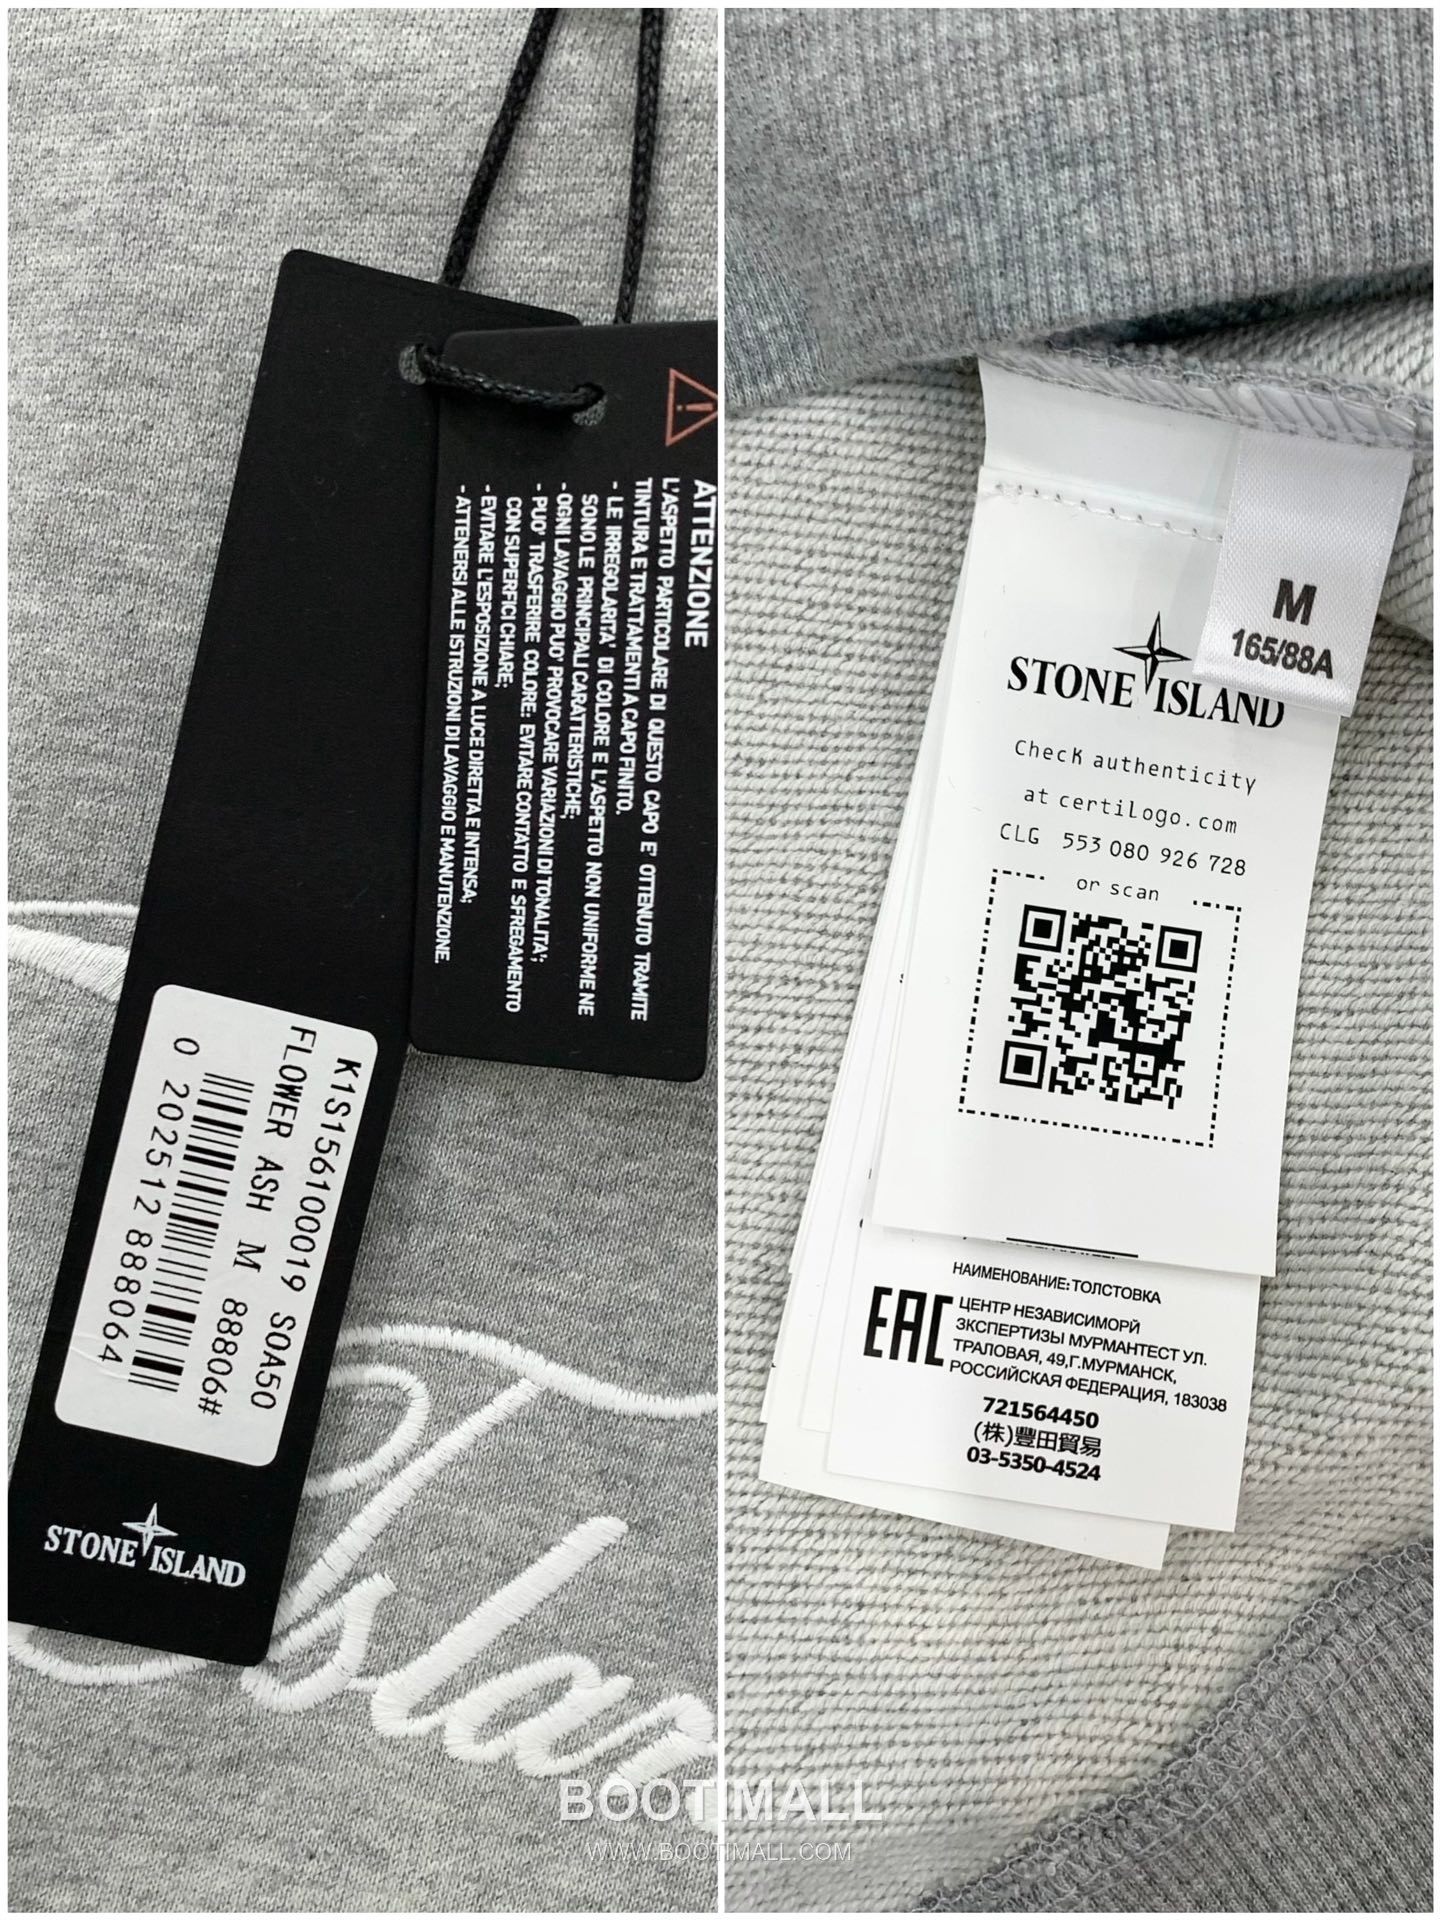 ATTENZIONE
L'ASPETTO PARTICOLARE DI QUESTO CAPO E' OTTENUTO TRAMITE
TINTURA E TRATTAMENTI A CAPO FINITO.
- LE IRREGOLARITA' DI COLORE E L'ASPETTO NON UNIFORME NE
SONO LE PRINCIPALI CARATTERISTICHE;
- OGNI LAVAGGIO PUO' PROVOCARE VARIAZIONI DI TONALITA';
- PUO' TRASFERIRE COLORE: EVITARE CONTATTO E SFREGAMENTO
CON SUPERFICI CHIARE;
- EVITARE L'ESPOSIZIONE A LUCE DIRETTA E INTENSA;
- ATTENERSI ALLE ISTRUZIONI DI LAVAGGIO E MANUTENZIONE.
K1S156100019 S0A50
FLOWER ASH M 88806#
0 202512 888064
STONE ISLAND
Islan
M
165/88A
STONE ISLAND
Check authenticity
at certilogo.com
CLG 553 080 926 728
or scan
НАИМЕНОВАНИЕ: ТОЛСТОВКА
EAC
ЦЕНТР НЕЗАВИСИМОРЙ
ЗКСПЕРТИЗЫ МУРМАНТЕСТ УЛ.
ТРАЛОВАЯ, 49,Г.МУРМАНСК,
РОССИЙСКАЯ ФЕДЕРАЦИЯ, 183038
721564450
(株)豐田貿易
03-5350-4524
BOOTIMALL
WWW.BOOTIMALL.COM